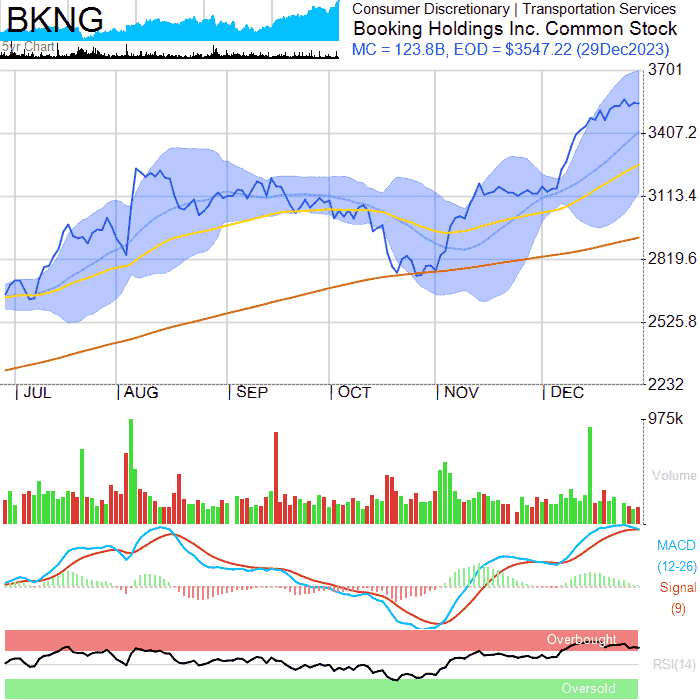 BKNG
5yr Chart
Consumer Discretionary | Transportation Services
Booking Holdings Inc. Common Stock
MC = 123.8B, EOD = $3547.22 (29Dec2023)
3701
3407.2
3113.4
2819.6
2525.8
2232
| JUL | AUG | SEP | OCT | NOV | DEC
975k
Volume
MACD
(12-26)
Signal
(9)
Overbought
RSI(14)
Oversold